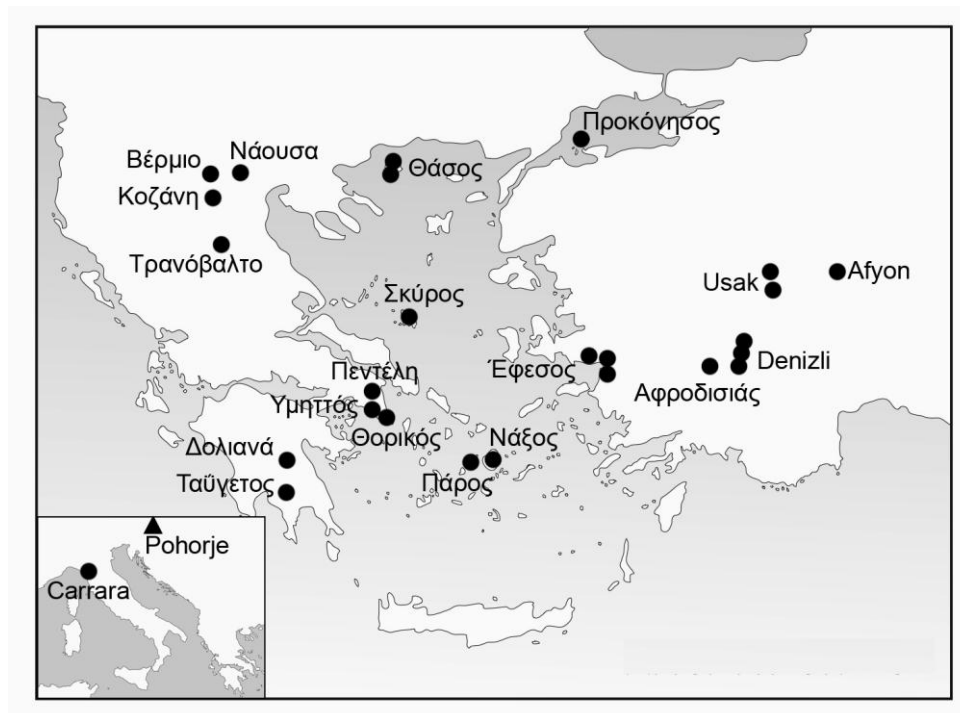 Προκόνησος
Νάουσα
Βέρμιο
Θάσος
Κοζάνη
Τρανόβαλτο
Afyon
Usak
Σκύρος
Denizli
Έφεσος
Πεντέλη
Αφροδισιάς
Υμηττός
Θορικός
Νάξος
Δολιανά
Πάρος
Ταΰγετος
Pohorje
Carrara